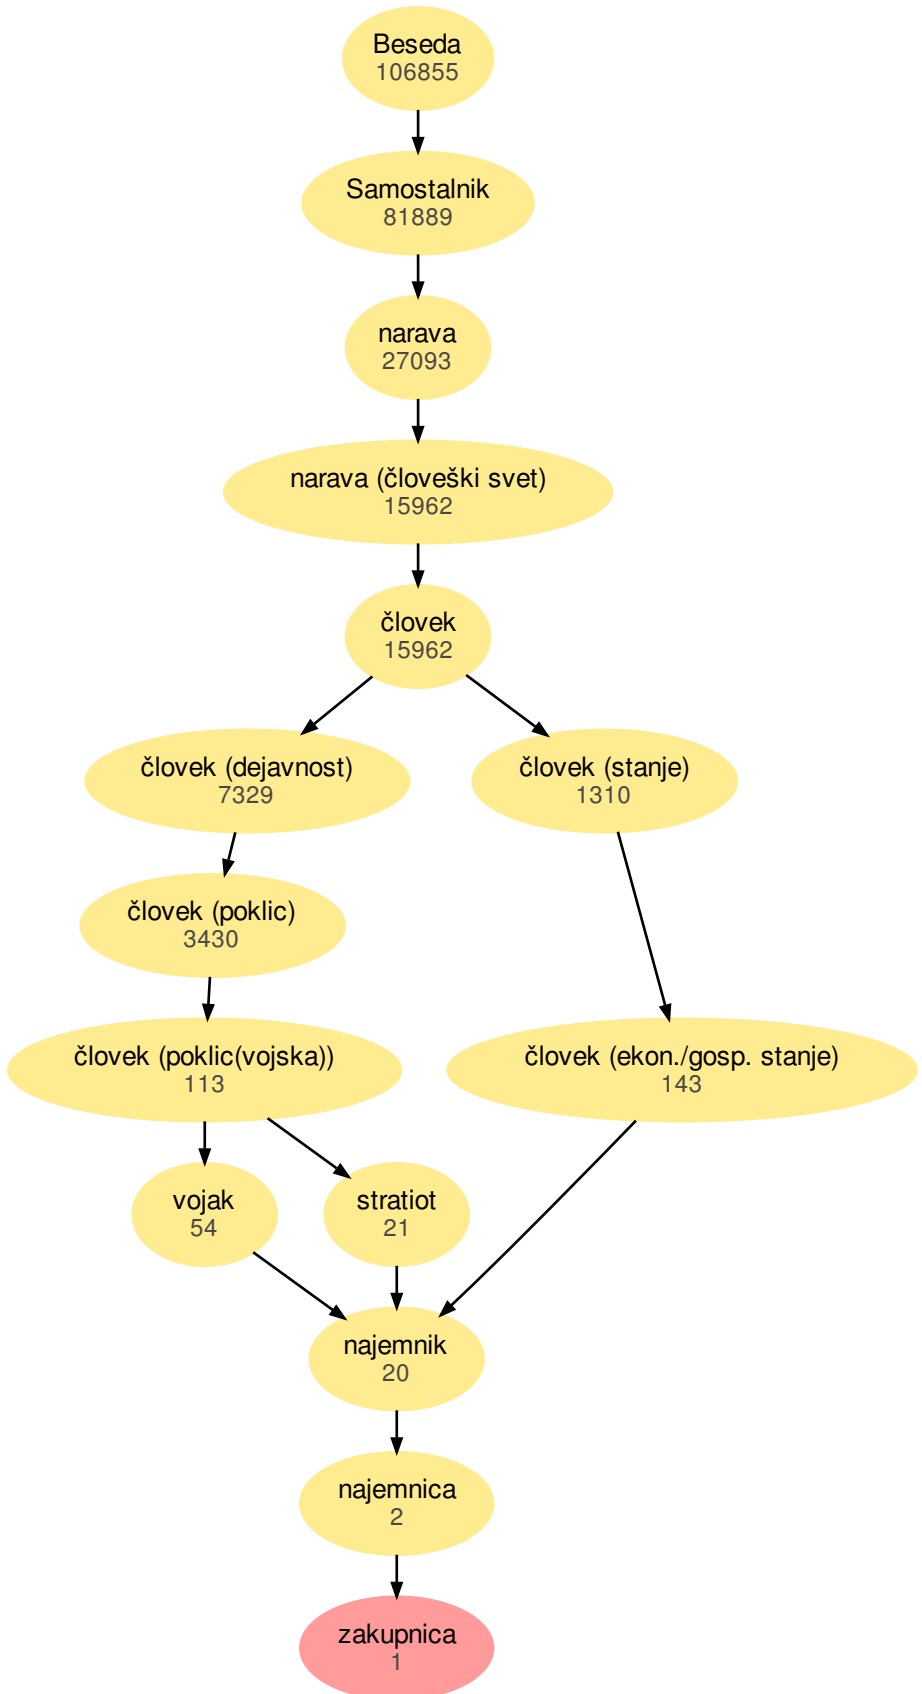 Beseda
106855
Samostalnik
81889
narava
27093
narava (človeški svet)
15962
človek
15962
človek (dejavnost)
7329
človek (stanje)
1310
človek (poklic)
3430
človek (poklic(vojska))
113
človek (ekon./gosp. stanje)
143
vojak
54
stratiot
21
najemnik
20
najemnica
2
zakupnica
1